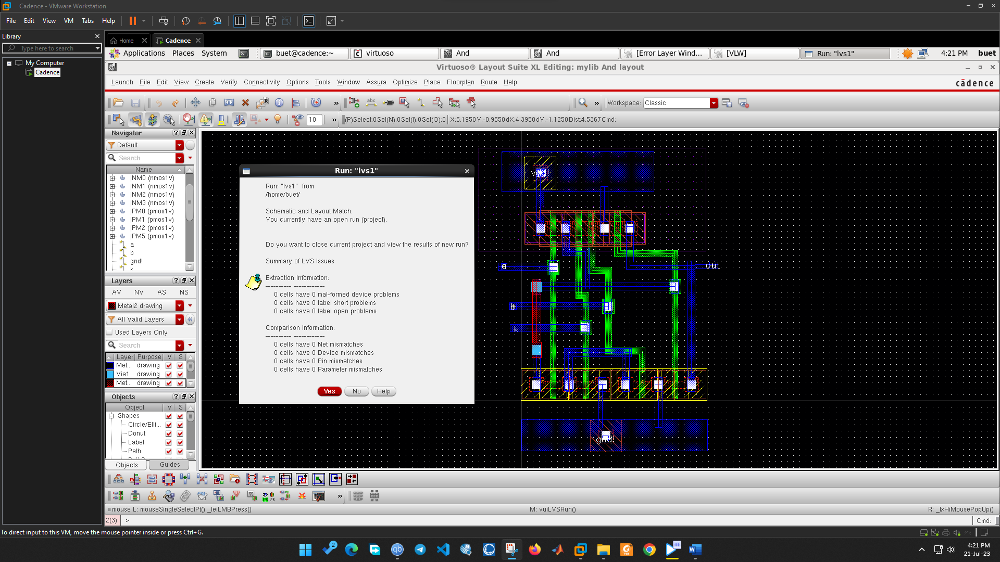 Cadence - VMware Workstation
File Edit View VM Tabs Help
Library
Type here to search
My Computer
Cadence
Home
Cadence
Applications Places System
buet@cadence:~
virtuoso
And
And
[Error Layer Wind...
[VLW]
Run: "lvs1"
4:21 PM buet
Virtuoso® Layout Suite XL Editing: mylib And layout
Launch File Edit View Create Verify Connectivity Options Tools Window Assura Optimize Place Floorplan Route Help
cādence
abc
»
»
Workspace: Classic
10
»
(P)Select:0 Sel(N):0 Sel(I):0 Sel(O):0 X:5.1950 Y:-0.9550 dX:4.3950 dY:-1.1250 Dist:4.5367 Cmd:
Navigator
Default
Search
Name
|NM0 (nmos1v)
|NM1 (nmos1v)
|NM2 (nmos1v)
|NM3 (nmos1v)
|PM0 (pmos1v)
|PM1 (pmos1v)
|PM2 (pmos1v)
|PM5 (pmos1v)
a
b
gnd!
Layers
AV NV AS NS
Metal2 drawing
All Valid Layers
Used Layers Only
Search
Layer Purpose V S
Met... drawing
Via1 drawing
Met... drawing
Objects
Object V S
Shapes
Circle/Elli...
Donut
Label
Path
Objects Guides
Run: "lvs1"
Run: "lvs1" from
/home/buet/
Schematic and Layout Match.
You currently have an open run (project).
Do you want to close current project and view the results of new run?
Summary of LVS Issues
Extraction Information:
---------- ------------
0 cells have 0 mal-formed device problems
0 cells have 0 label short problems
0 cells have 0 label open problems
Comparison Information:
---------- ------------
0 cells have 0 Net mismatches
0 cells have 0 Device mismatches
0 cells have 0 Pin mismatches
0 cells have 0 Parameter mismatches
Yes No Help
out
b
gnd!
»
mouse L: mouseSingleSelectPt() _leiLMBPress()
M: vuiLVSRun()
R: _lxHiMousePopUp()
2(3) >
Cmd:
To direct input to this VM, move the mouse pointer inside or press Ctrl+G.
2
qb
4:21 PM
21-Jul-23